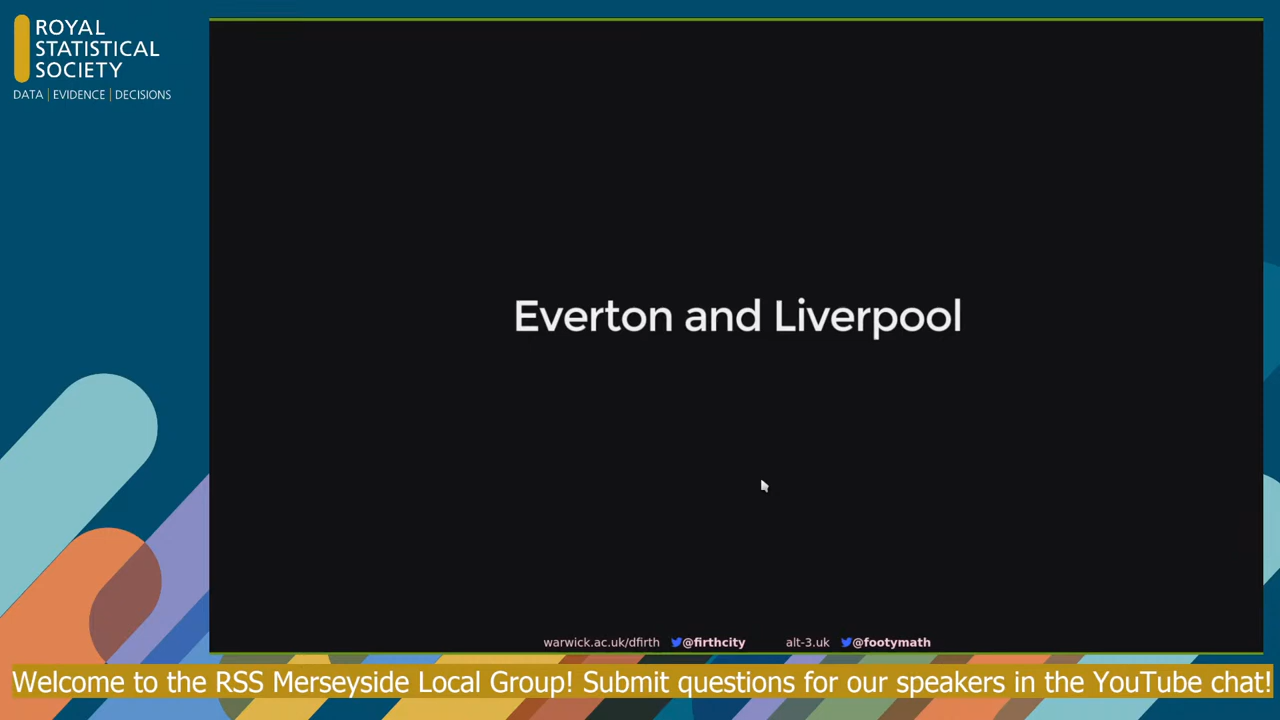 ROYAL
STATISTICAL
SOCIETY
DATA | EVIDENCE | DECISIONS
Everton and Liverpool
warwick.ac.uk/dfirth @firthcity alt-3.uk @footymath
Welcome to the RSS Merseyside Local Group! Submit questions for our speakers in the YouTube chat!